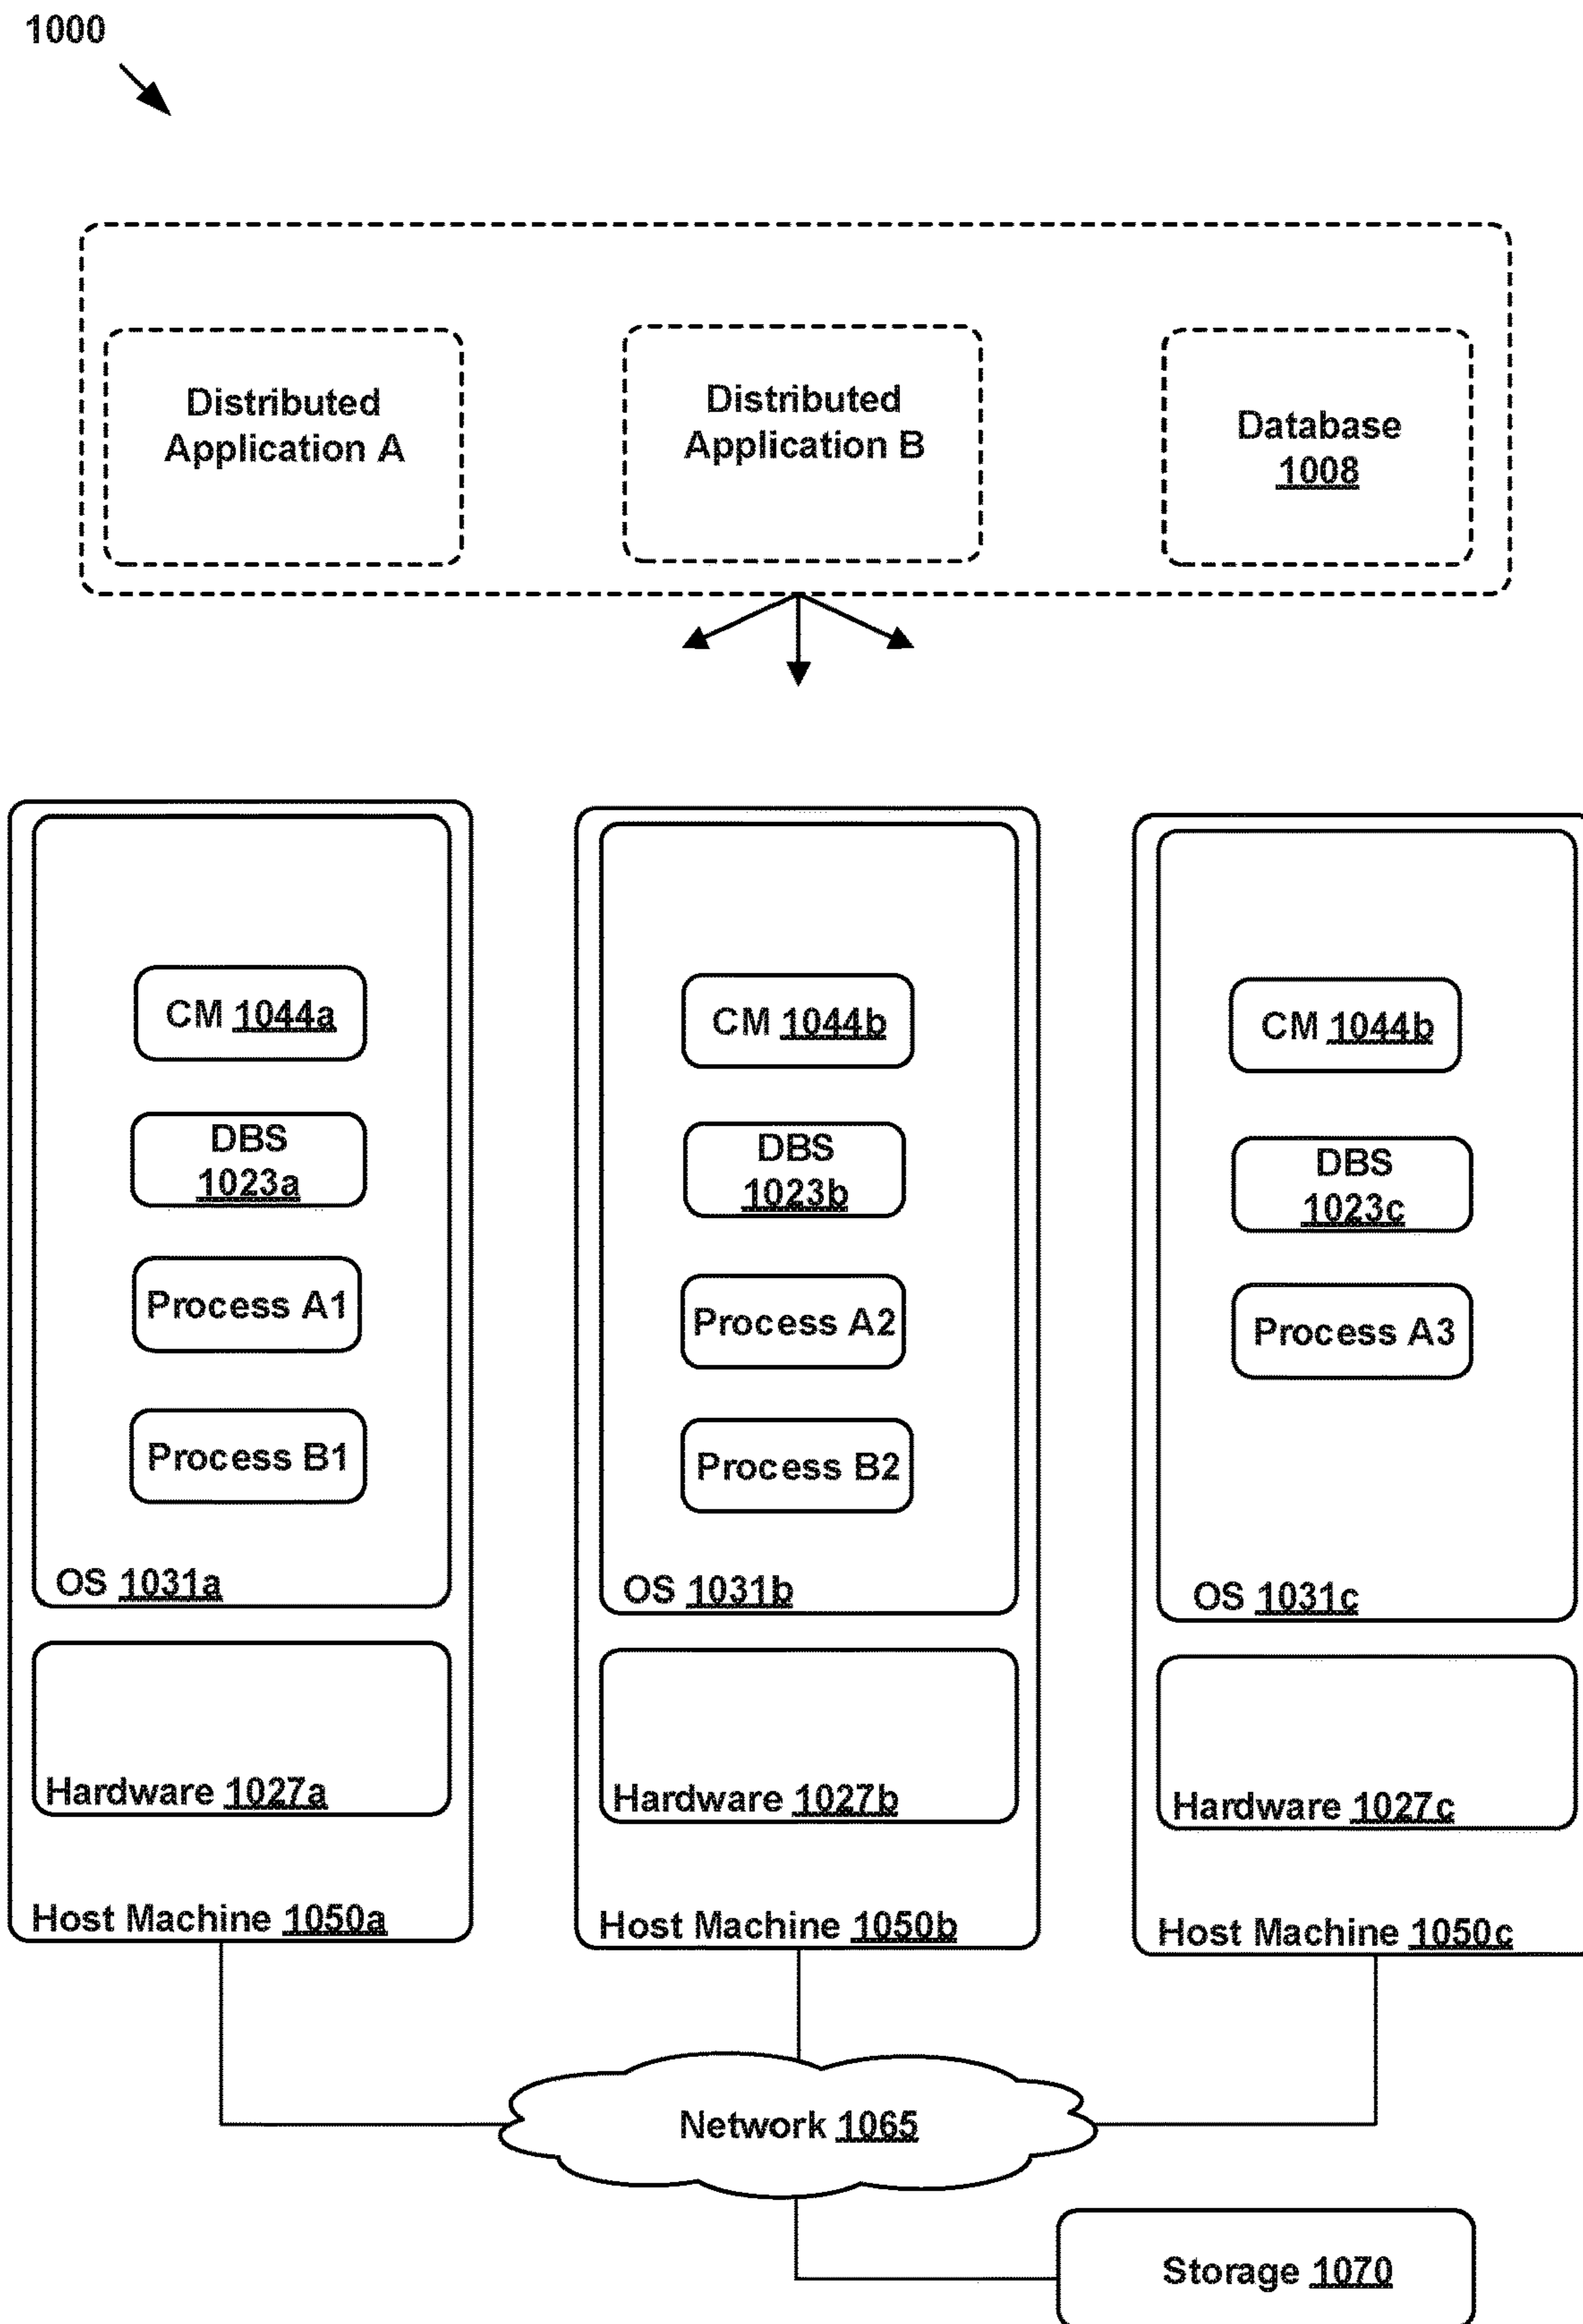 1000
Distributed
Application A
Distributed
Application B
Database
1008
CM 1044a
DBS
1023a
Process A1
Process B1
OS 1031a
Hardware 1027a
Host Machine 1050a
CM 1044b
DBS
1023b
Process A2
Process B2
OS 1031b
Hardware 1027b
Host Machine 1050b
CM 1044b
DBS
1023c
Process A3
OS 1031c
Hardware 1027c
Host Machine 1050c
Network 1065
Storage 1070